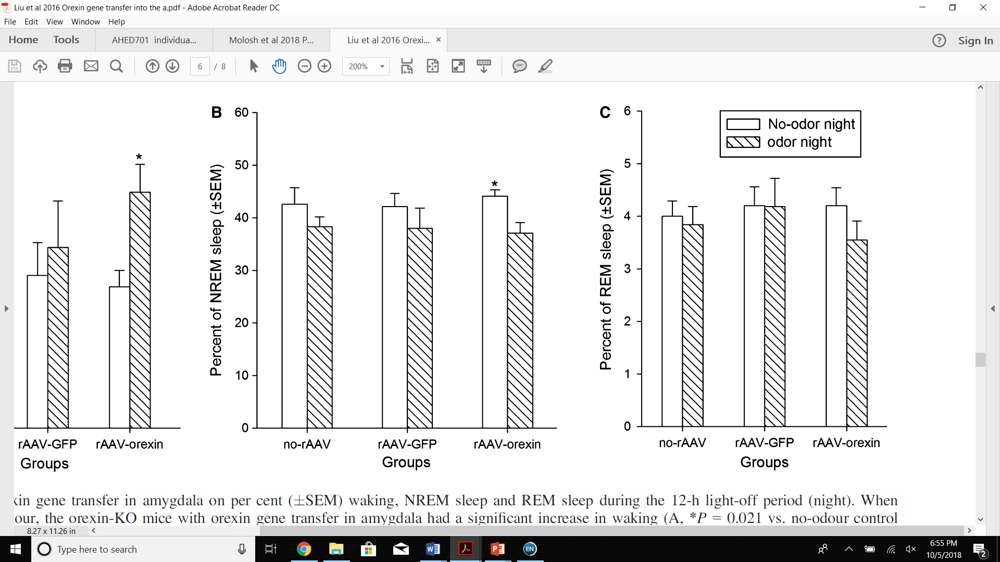 Liu et al 2016 Orexin gene transfer into the a.pdf - Adobe Acrobat Reader DC
File Edit View Window Help
Home Tools AHED701 individua... Molosh et al 2018 P... Liu et al 2016 Orexi... × ? Sign In
6 / 8 200%
* rAAV-GFP rAAV-orexin
Groups
B
Percent of NREM sleep (±SEM)
60
50
40
30
20
10
0
*
no-rAAV rAAV-GFP rAAV-orexin
Groups
C
Percent of REM sleep (±SEM)
6
5
4
3
2
1
0
No-odor night
odor night
no-rAAV rAAV-GFP rAAV-orexin
Groups
xin gene transfer in amygdala on per cent (±SEM) waking, NREM sleep and REM sleep during the 12-h light-off period (night). When
our, the orexin-KO mice with orexin gene transfer in amygdala had a significant increase in waking (A, *P = 0.021 vs. no-odour control
8.27 x 11.26 in
Type here to search
EN
6:55 PM
10/5/2018
2